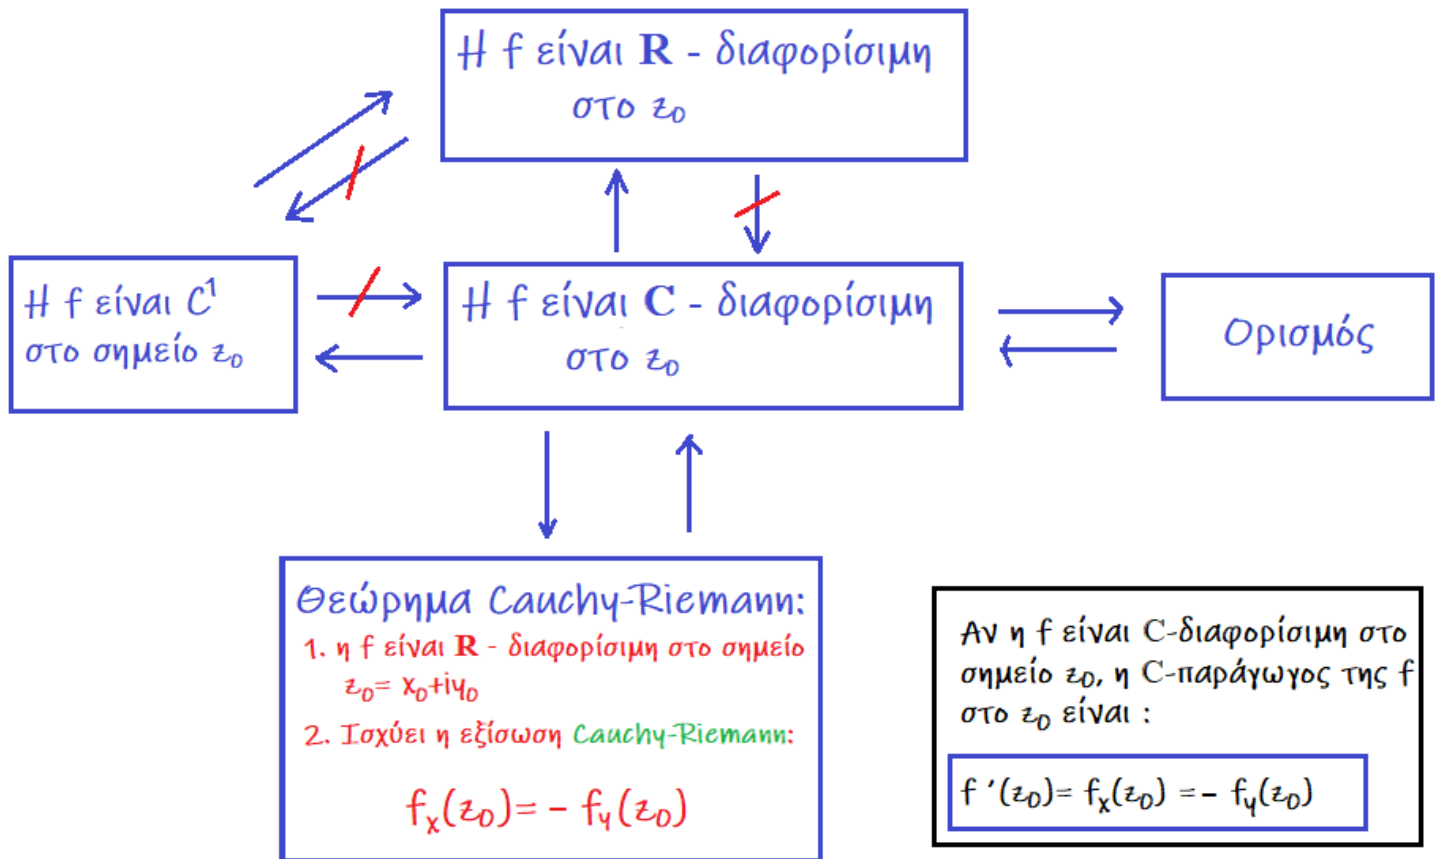 Η f είναι R - διαφορίσιμη
στο z₀
Η f είναι C¹
στο σημείο z₀
Η f είναι C - διαφορίσιμη
στο z₀
Ορισμός
Θεώρημα Cauchy-Riemann:
1. η f είναι R - διαφορίσιμη στο σημείο
z₀= x₀+iy₀
2. Ισχύει η εξίσωση Cauchy-Riemann:
fₓ(z₀)= - f_y(z₀)
Αν η f είναι C-διαφορίσιμη στο
σημείο z₀, η C-παράγωγος της f
στο z₀ είναι :
f ´(z₀)= fₓ(z₀) =- f_y(z₀)